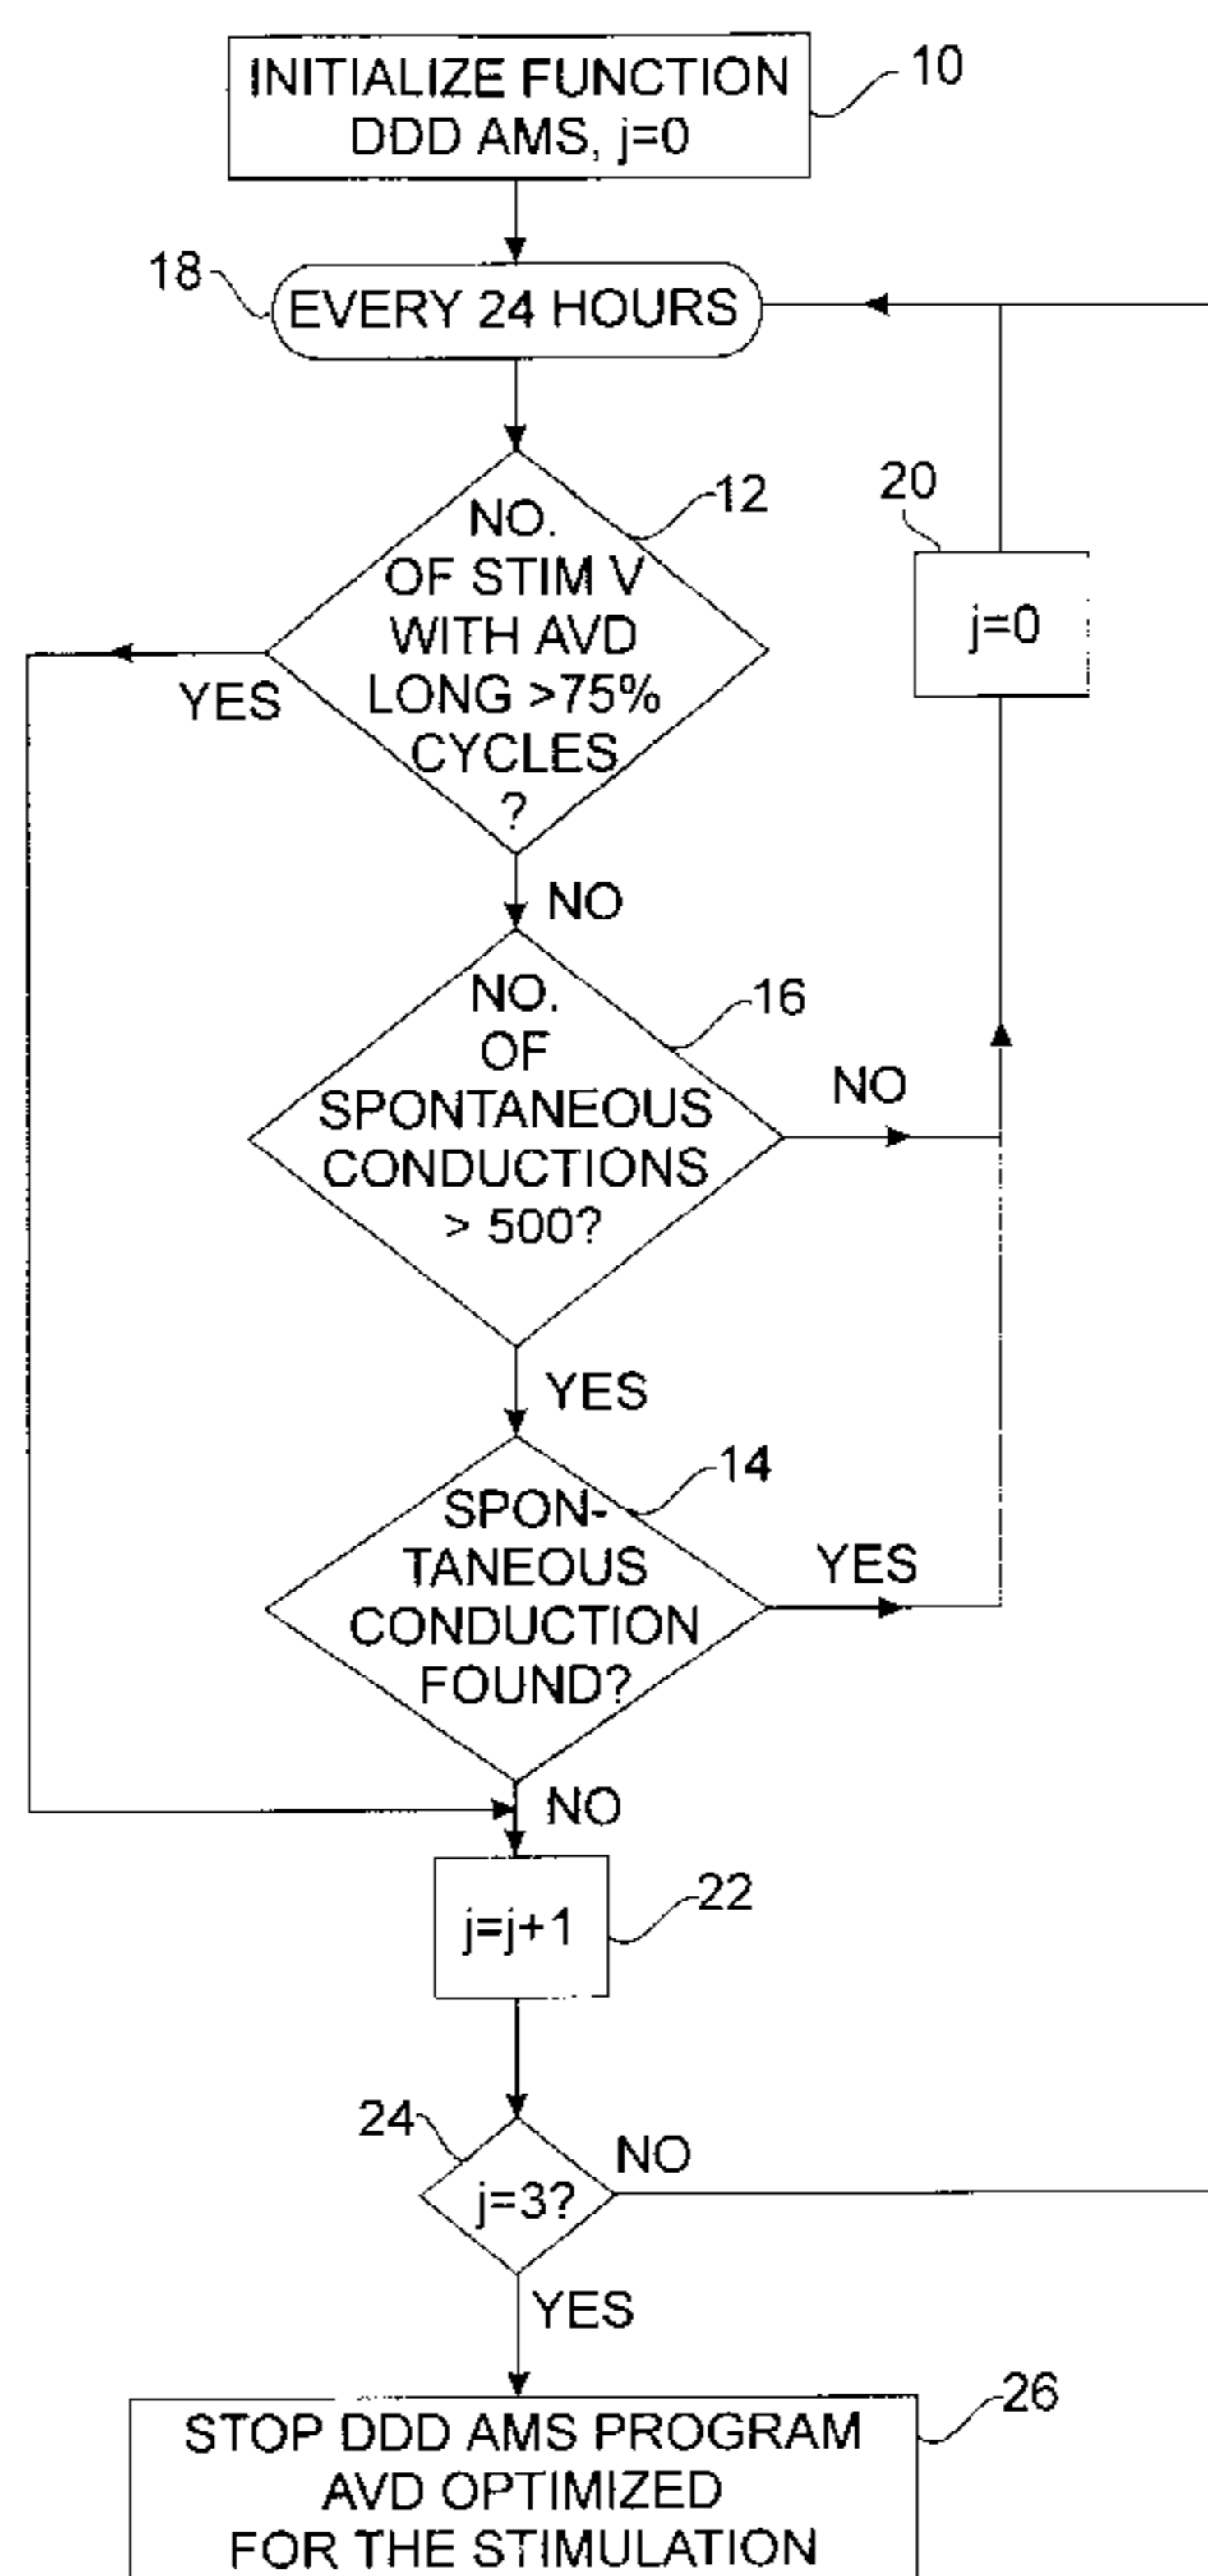 INITIALIZE FUNCTION
DDD AMS, j=0
10
18
EVERY 24 HOURS
12
NO.
OF STIM V
WITH AVD
LONG >75%
CYCLES
?
YES
20
j=0
NO
16
NO.
OF
SPONTANEOUS
CONDUCTIONS
> 500?
NO
YES
14
SPON-
TANEOUS
CONDUCTION
FOUND?
YES
NO
22
j=j+1
24
j=3?
NO
YES
26
STOP DDD AMS PROGRAM
AVD OPTIMIZED
FOR THE STIMULATION